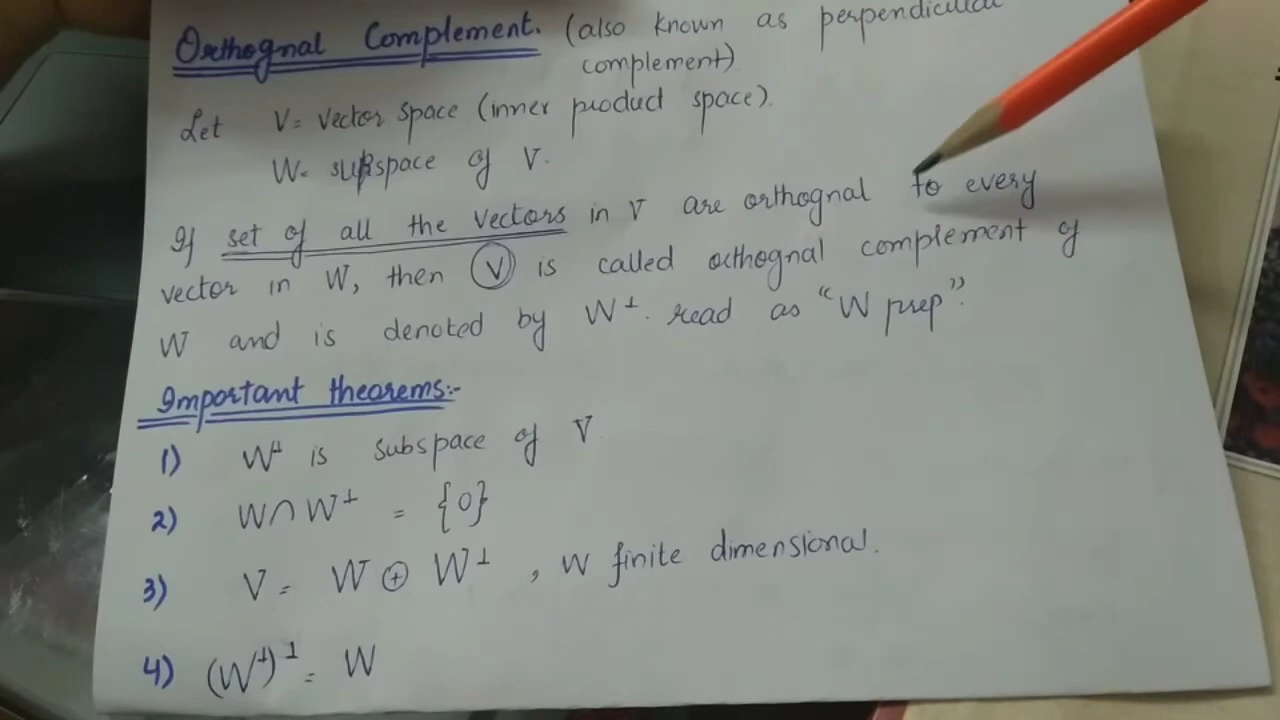 Orthognal Complement. (also known as perpendicular
complement)
Let V= vector space (inner product space).
W= subspace of V.
If set of all the vectors in V are orthognal to every
vector in W, then V is called orthognal complement of
W and is denoted by W⊥. read as "W prep".
Important theorems:-
1) W⊥ is subspace of V
2) W∩W⊥ = {0}
3) V= W⊕W⊥, W finite dimensional.
4) (W⊥)⊥= W